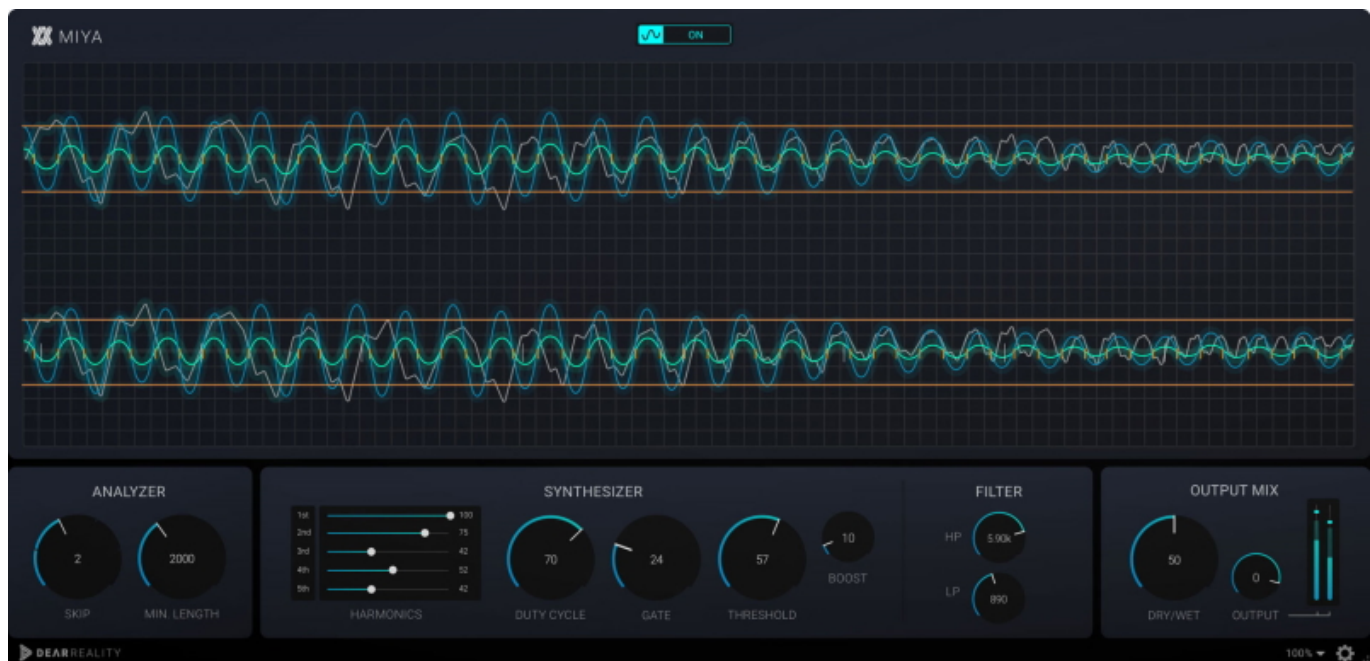 MIYA
ON
ANALYZER
2
SKIP
2000
MIN. LENGTH
SYNTHESIZER
1st 100
2nd 75
3rd 42
4th 52
5th 42
HARMONICS
70
DUTY CYCLE
24
GATE
57
THRESHOLD
10
BOOST
FILTER
HP 5.90k
LP 890
OUTPUT MIX
50
DRY/WET
0
OUTPUT
DEARREALITY
100%